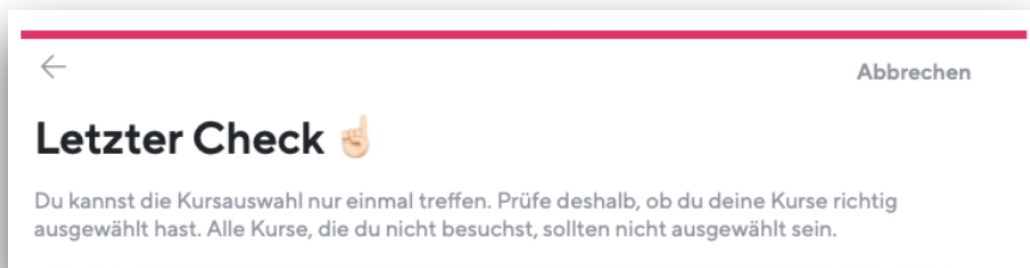 Abbrechen
Letzter Check ☝🏻
Du kannst die Kursauswahl nur einmal treffen. Prüfe deshalb, ob du deine Kurse richtig
ausgewählt hast. Alle Kurse, die du nicht besuchst, sollten nicht ausgewählt sein.